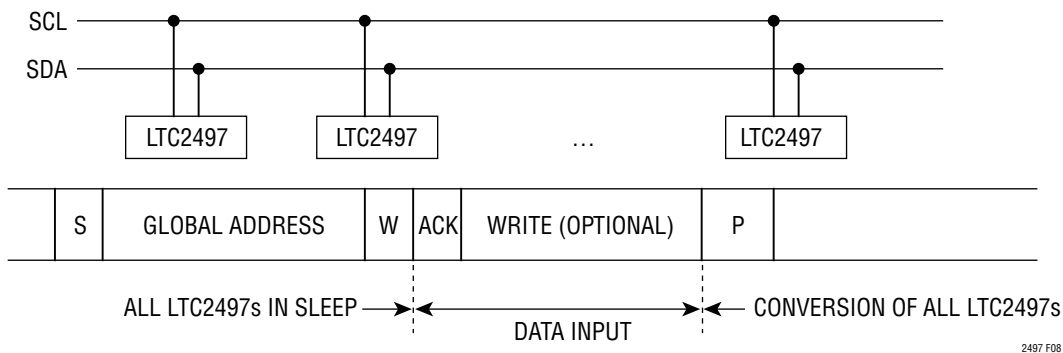 SCL
SDA
LTC2497 LTC2497 ... LTC2497
S GLOBAL ADDRESS W ACK WRITE (OPTIONAL) P
ALL LTC2497s IN SLEEP CONVERSION OF ALL LTC2497s
DATA INPUT
2497 F08